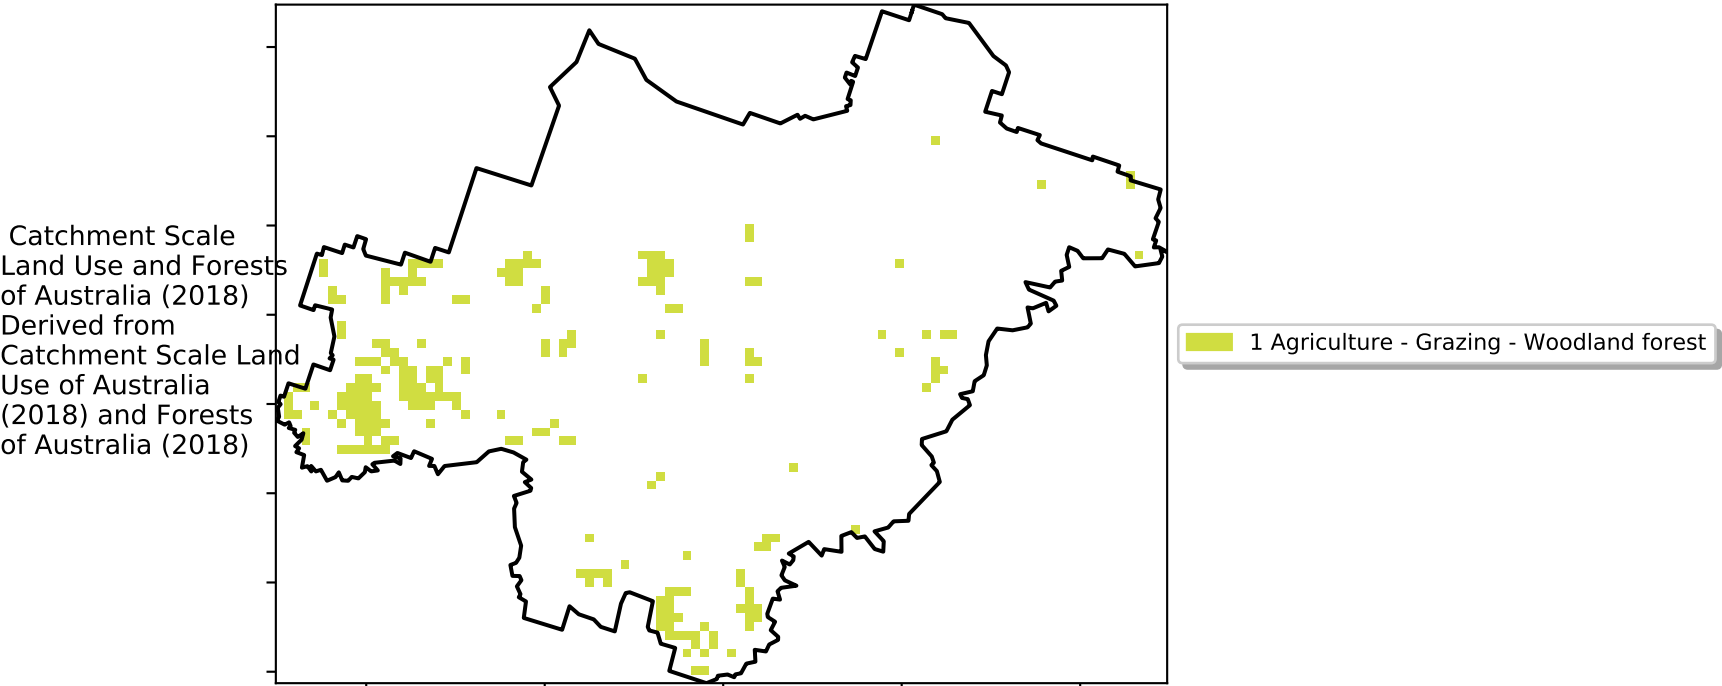 Catchment Scale
Land Use and Forests
of Australia (2018)
Derived from
Catchment Scale Land
Use of Australia
(2018) and Forests
of Australia (2018)
1 Agriculture - Grazing - Woodland forest